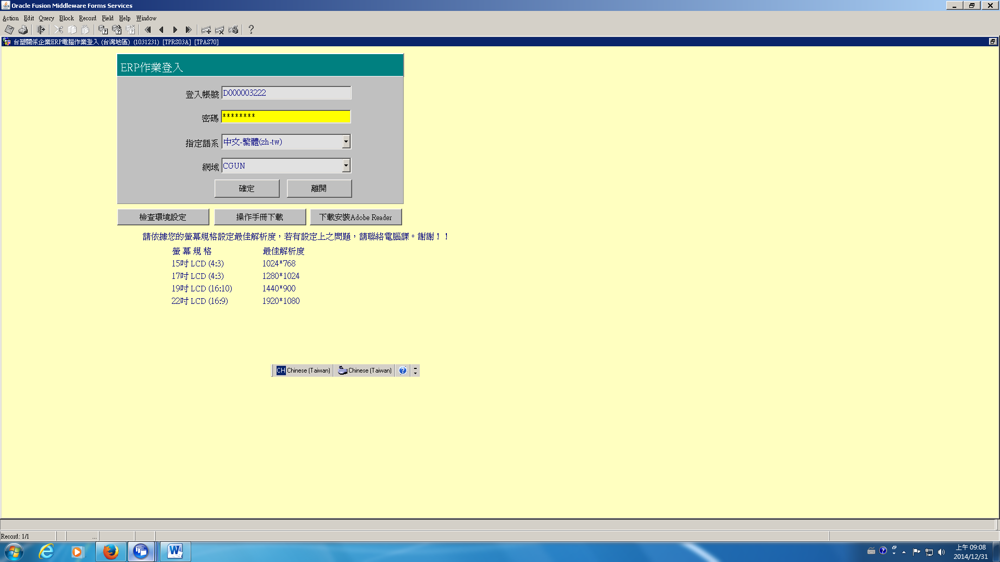 Oracle Fusion Middleware Forms Services
Action Edit Query Block Record Field Help Window
台塑關係企業ERP電腦作業登入 (台灣地區) (1031231) [TPRS03A] [TPAS70]
ERP作業登入
登入帳號 D000003222
密碼 ********
指定語系 中文-繁體(zh-tw)
網域 CGUN
確定 離開
檢查環境設定 操作手冊下載 下載安裝Adobe Reader
請依據您的螢幕規格設定最佳解析度，若有設定上之問題，請聯絡電腦課。謝謝！！
螢 幕 規 格 最佳解析度
15吋 LCD (4:3) 1024*768
17吋 LCD (4:3) 1280*1024
19吋 LCD (16:10) 1440*900
22吋 LCD (16:9) 1920*1080
CH Chinese (Taiwan) Chinese (Taiwan)
Record: 1/1 ...
上午 09:08
2014/12/31